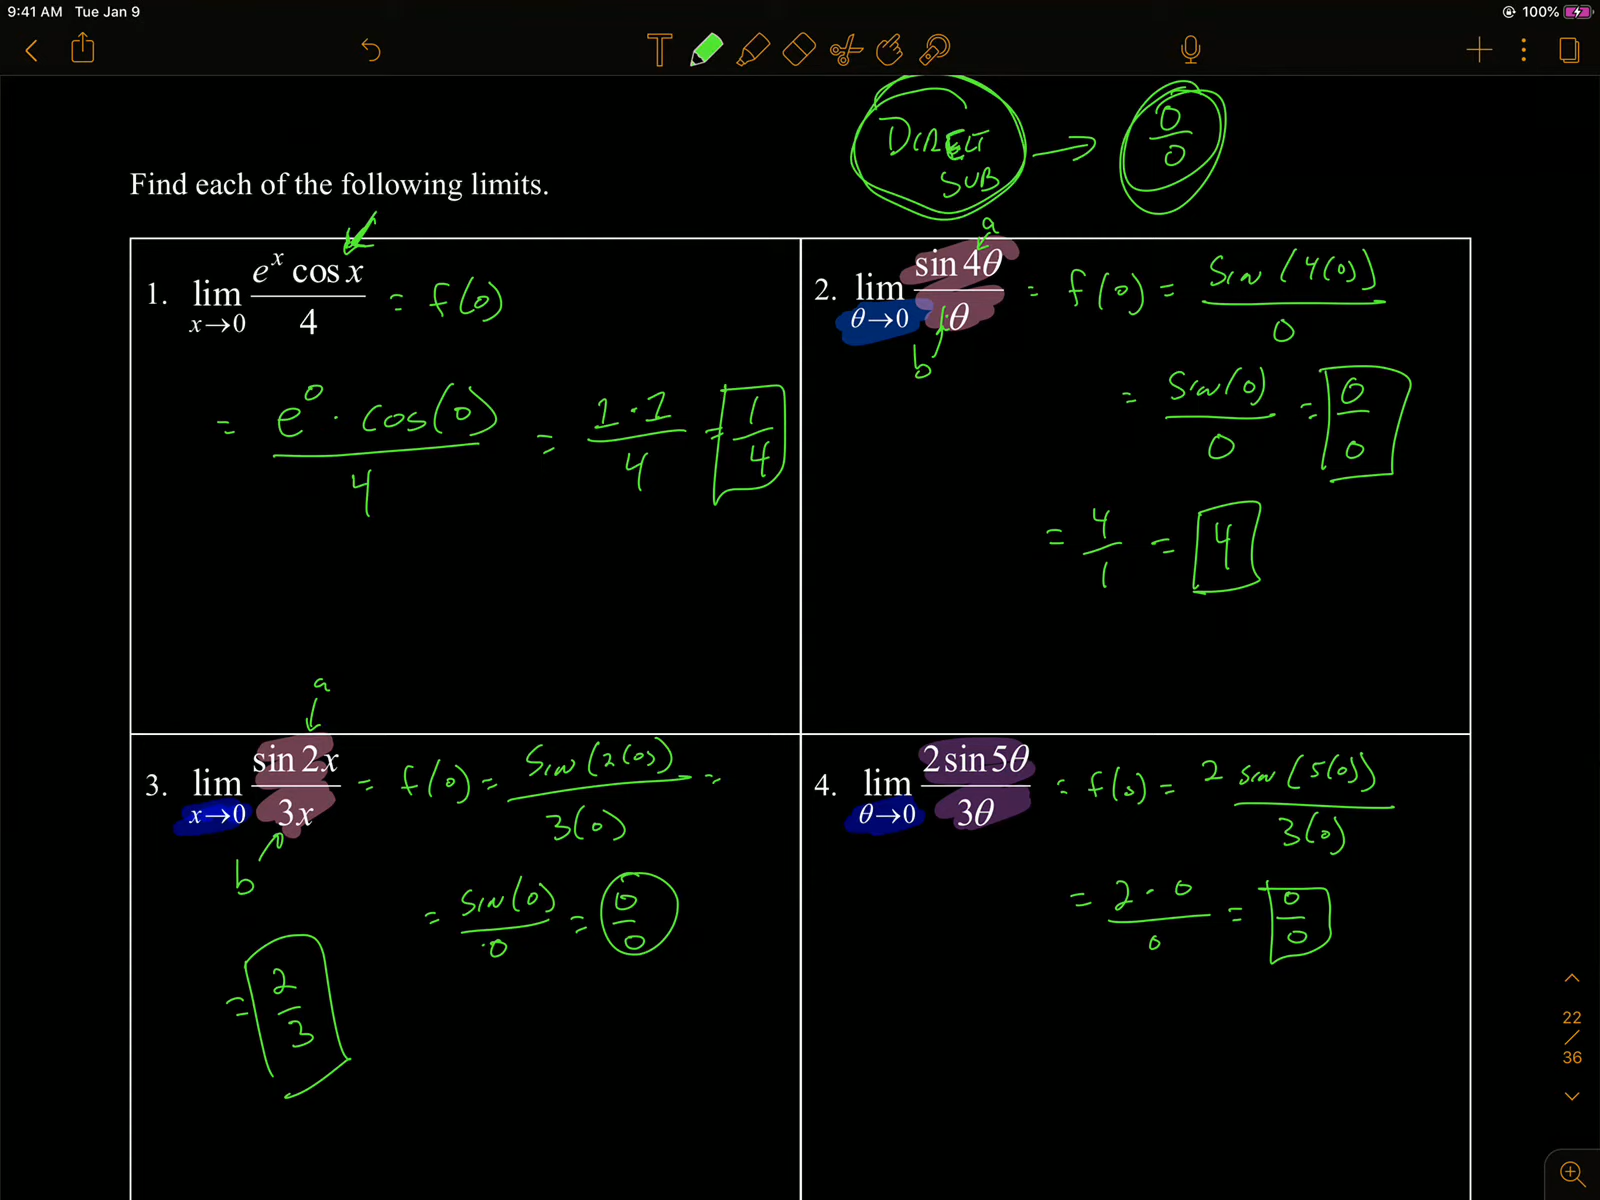 9:41 AM Tue Jan 9
100%
DIRECT SUB → 0/0
Find each of the following limits.
1. lim x→0 e^x cos x / 4 = f(0)
= e^0 · cos(0) / 4 = 1·1 / 4 = 1/4
a
2. lim θ→0 sin 4θ / 1θ = f(0) = Sin(4(0)) / 0
b
= Sin(0) / 0 = 0/0
= 4/1 = 4
a
3. lim x→0 sin 2x / 3x = f(0) = Sin(2(0)) / 3(0) =
b
= Sin(0) / 0 = 0/0
= 2/3
4. lim θ→0 2 sin 5θ / 3θ = f(0) = 2 Sin(5(0)) / 3(0)
= 2·0 / 0 = 0/0
22 / 36